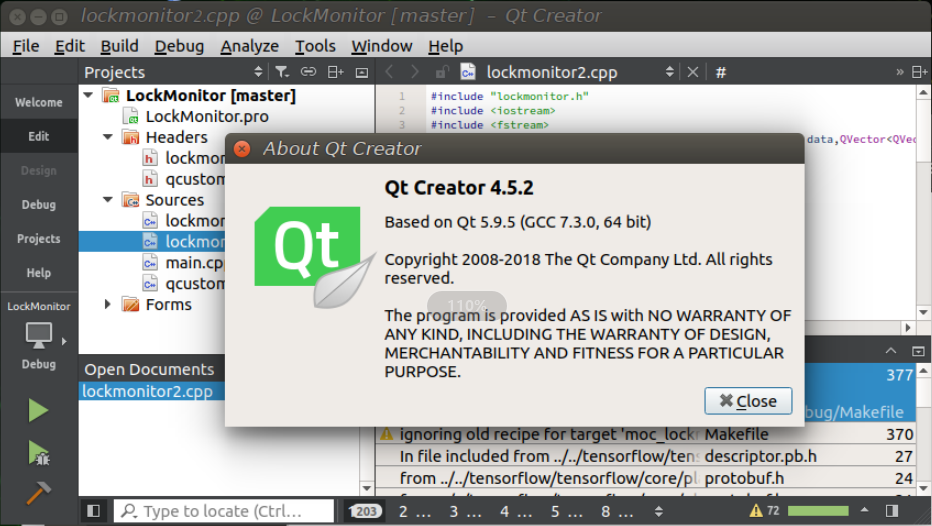 lockmonitor2.cpp @ LockMonitor [master] – Qt Creator
File Edit Build Debug Analyze Tools Window Help
Projects
lockmonitor2.cpp
#
»
Welcome
Edit
Design
Debug
Projects
Help
LockMonitor
Debug
LockMonitor [master]
LockMonitor.pro
Headers
lockmo
qcustom
Sources
lockmo
lockmo
main.cp
qcustom
Forms
1 #include "lockmonitor.h"
2 #include <iostream>
3 #include <fstream>
data,QVector<QVec
About Qt Creator
Qt
Qt Creator 4.5.2
Based on Qt 5.9.5 (GCC 7.3.0, 64 bit)
Copyright 2008-2018 The Qt Company Ltd. All rights
reserved.
110%
The program is provided AS IS with NO WARRANTY OF
ANY KIND, INCLUDING THE WARRANTY OF DESIGN,
MERCHANTABILITY AND FITNESS FOR A PARTICULAR
PURPOSE.
Close
Open Documents
lockmonitor2.cpp
377
bug/Makefile
ignoring old recipe for target 'moc_lock Makefile 370
In file included from ../../tensorflow/tens descriptor.pb.h 27
from ../../tensorflow/core/pl protobuf.h 24
Type to locate (Ctrl...
203
2 ... 3 ... 4 ... 5 ... 8 ...
72